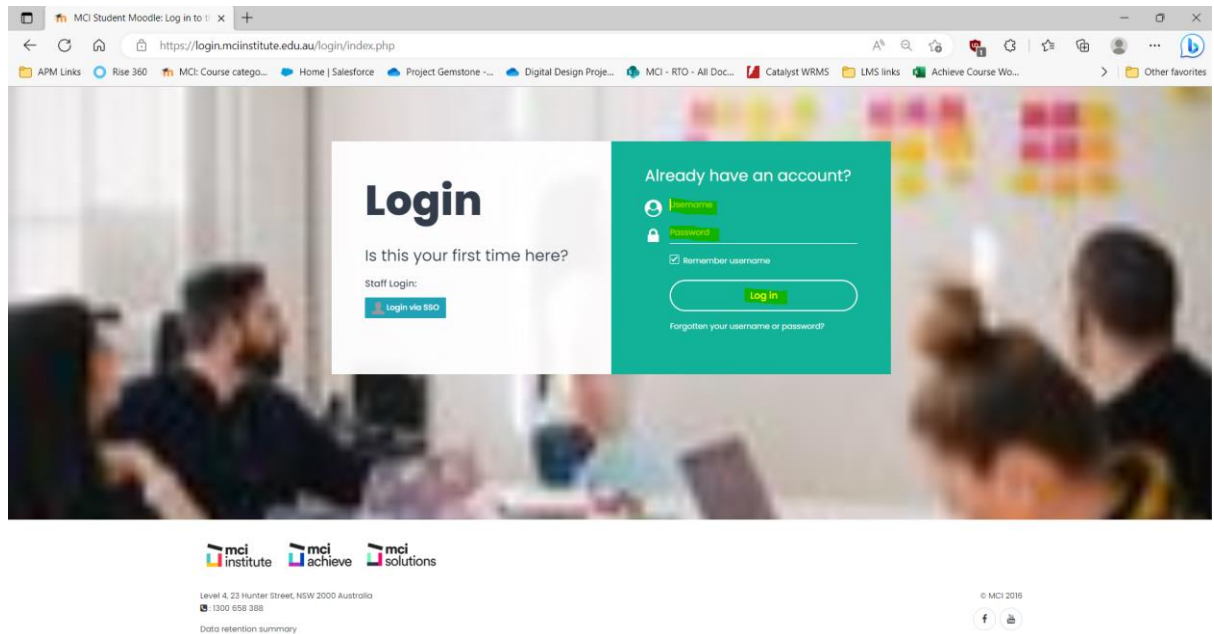 MCI Student Moodle: Log in to t
https://login.mciinstitute.edu.au/login/index.php
APM Links
Rise 360
MCI: Course catego...
Home | Salesforce
Project Gemstone -...
Digital Design Proje...
MCI - RTO - All Doc...
Catalyst WRMS
LMS links
Achieve Course Wo...
Other favorites
Login
Is this your first time here?
Staff Login:
Login via SSO
Already have an account?
Username
Password
Remember username
Log in
Forgotten your username or password?
mci institute
mci achieve
mci solutions
Level 4, 23 Hunter Street, NSW 2000 Australia
: 1300 658 388
Data retention summary
© MCI 2016